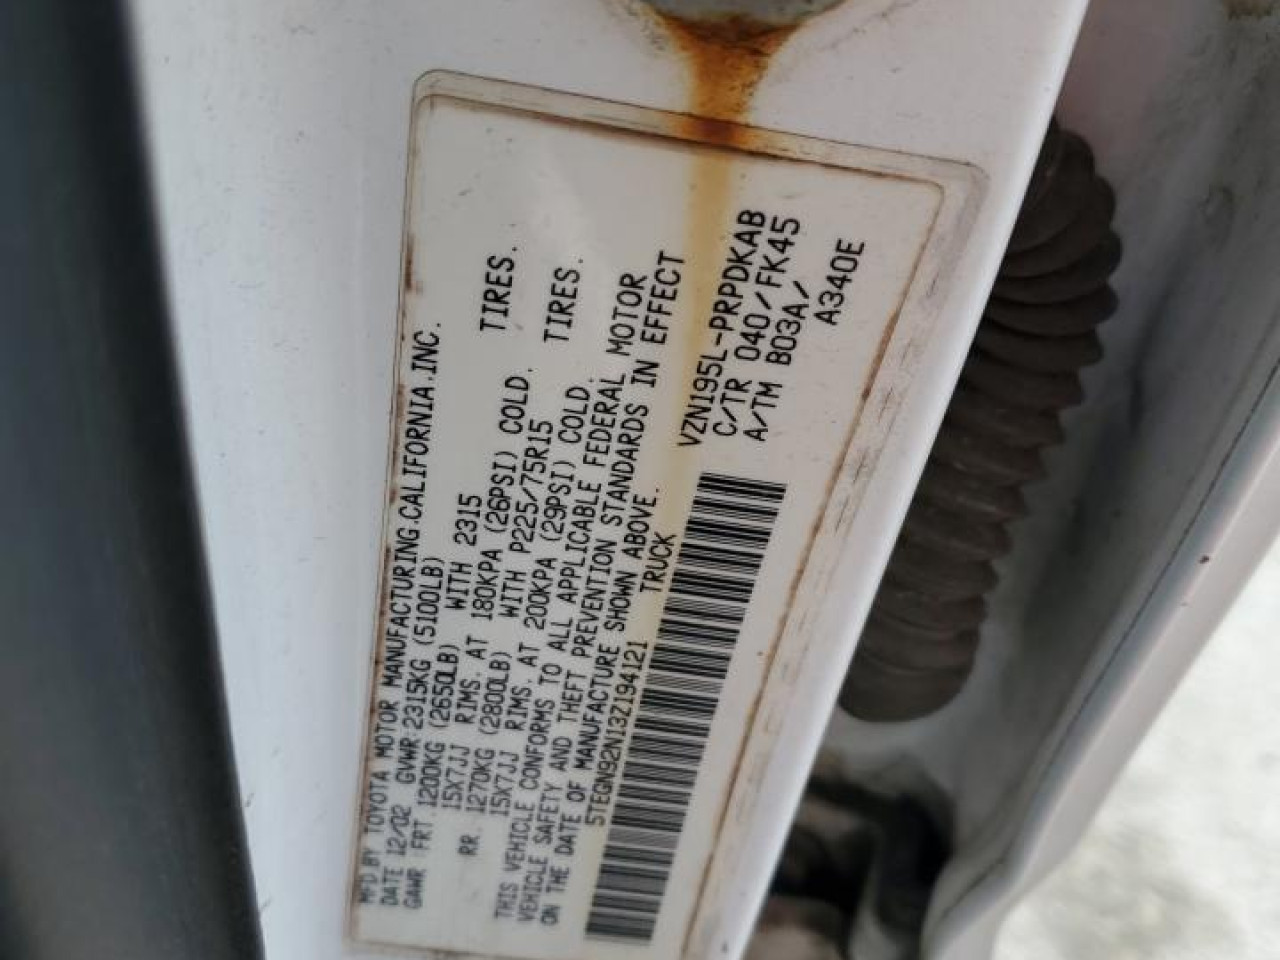 MFD BY TOYOTA MOTOR MANUFACTURING.CALIFORNIA.INC.
DATE 12/02 GVWR:2315KG (5100LB)
GAWR:FRT.1200KG (2650LB) WITH 2315 TIRES.
15X7JJ RIMS. AT 180KPA (26PSI) COLD.
RR. 1270KG (2800LB) WITH P225/75R15 TIRES.
15X7JJ RIMS. AT 200KPA (29PSI) COLD.
THIS VEHICLE CONFORMS TO ALL APPLICABLE FEDERAL MOTOR
VEHICLE SAFETY AND THEFT PREVENTION STANDARDS IN EFFECT
ON THE DATE OF MANUFACTURE SHOWN ABOVE.
5TEGN92N13Z194121 TRUCK
VZN195L-PRPDKAB
C/TR 040/FK45
A/TM B03A/
A340E